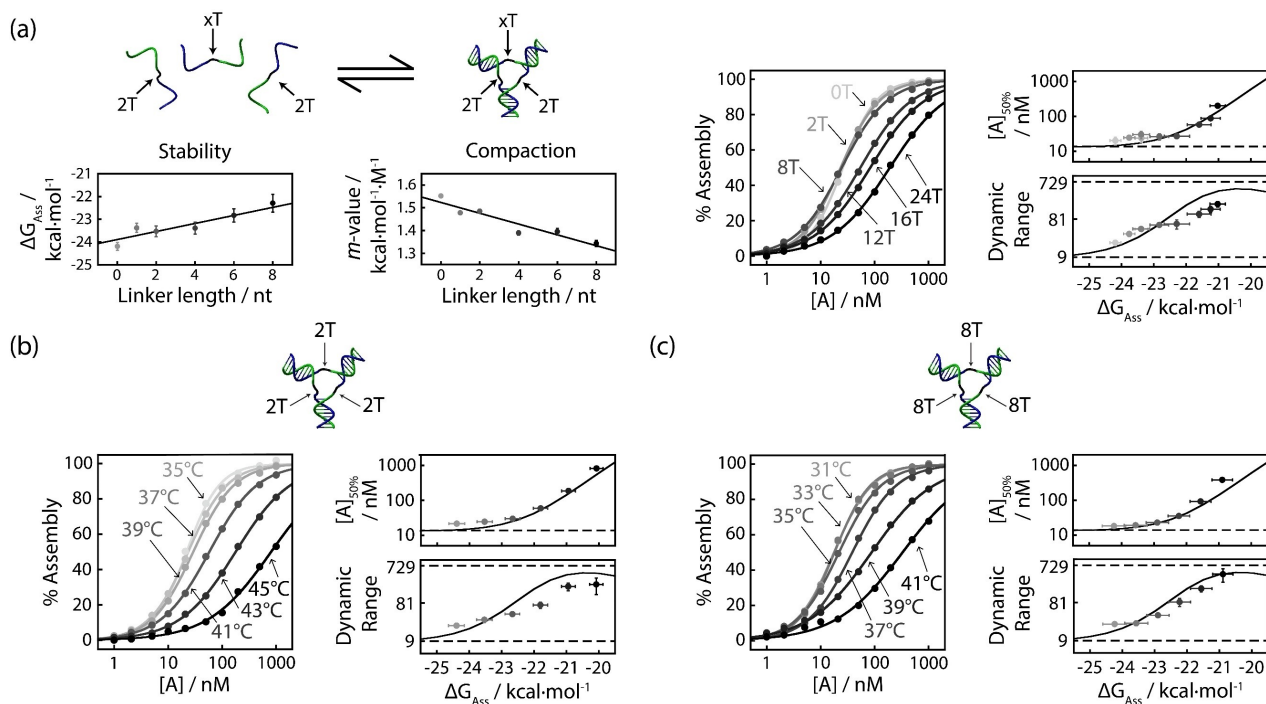 (a)
xT
xT
2T
2T
2T
2T
Stability
Compaction
ΔG_Ass /
kcal·mol⁻¹
-22
-23
-24
-25
0 2 4 6 8
Linker length / nt
m-value /
kcal·mol⁻¹·M⁻¹
1.6
1.5
1.4
1.3
0 2 4 6 8
Linker length / nt
% Assembly
100
80
60
40
20
0
0T
2T
8T
24T
16T
12T
1 10 100 1000
[A] / nM
[A]50%
/ nM
1000
100
10
Dynamic
Range
729
81
9
-25 -24 -23 -22 -21 -20
ΔG_Ass / kcal·mol⁻¹
(b)
2T
2T
2T
% Assembly
100
80
60
40
20
0
35°C
37°C
39°C
45°C
43°C
41°C
1 10 100 1000
[A] / nM
[A]50%
/ nM
1000
100
10
Dynamic
Range
729
81
9
-25 -24 -23 -22 -21 -20
ΔG_Ass / kcal·mol⁻¹
(c)
8T
8T
8T
% Assembly
100
80
60
40
20
0
31°C
33°C
35°C
41°C
39°C
37°C
1 10 100 1000
[A] / nM
[A]50%
/ nM
1000
100
10
Dynamic
Range
729
81
9
-25 -24 -23 -22 -21 -20
ΔG_Ass / kcal·mol⁻¹